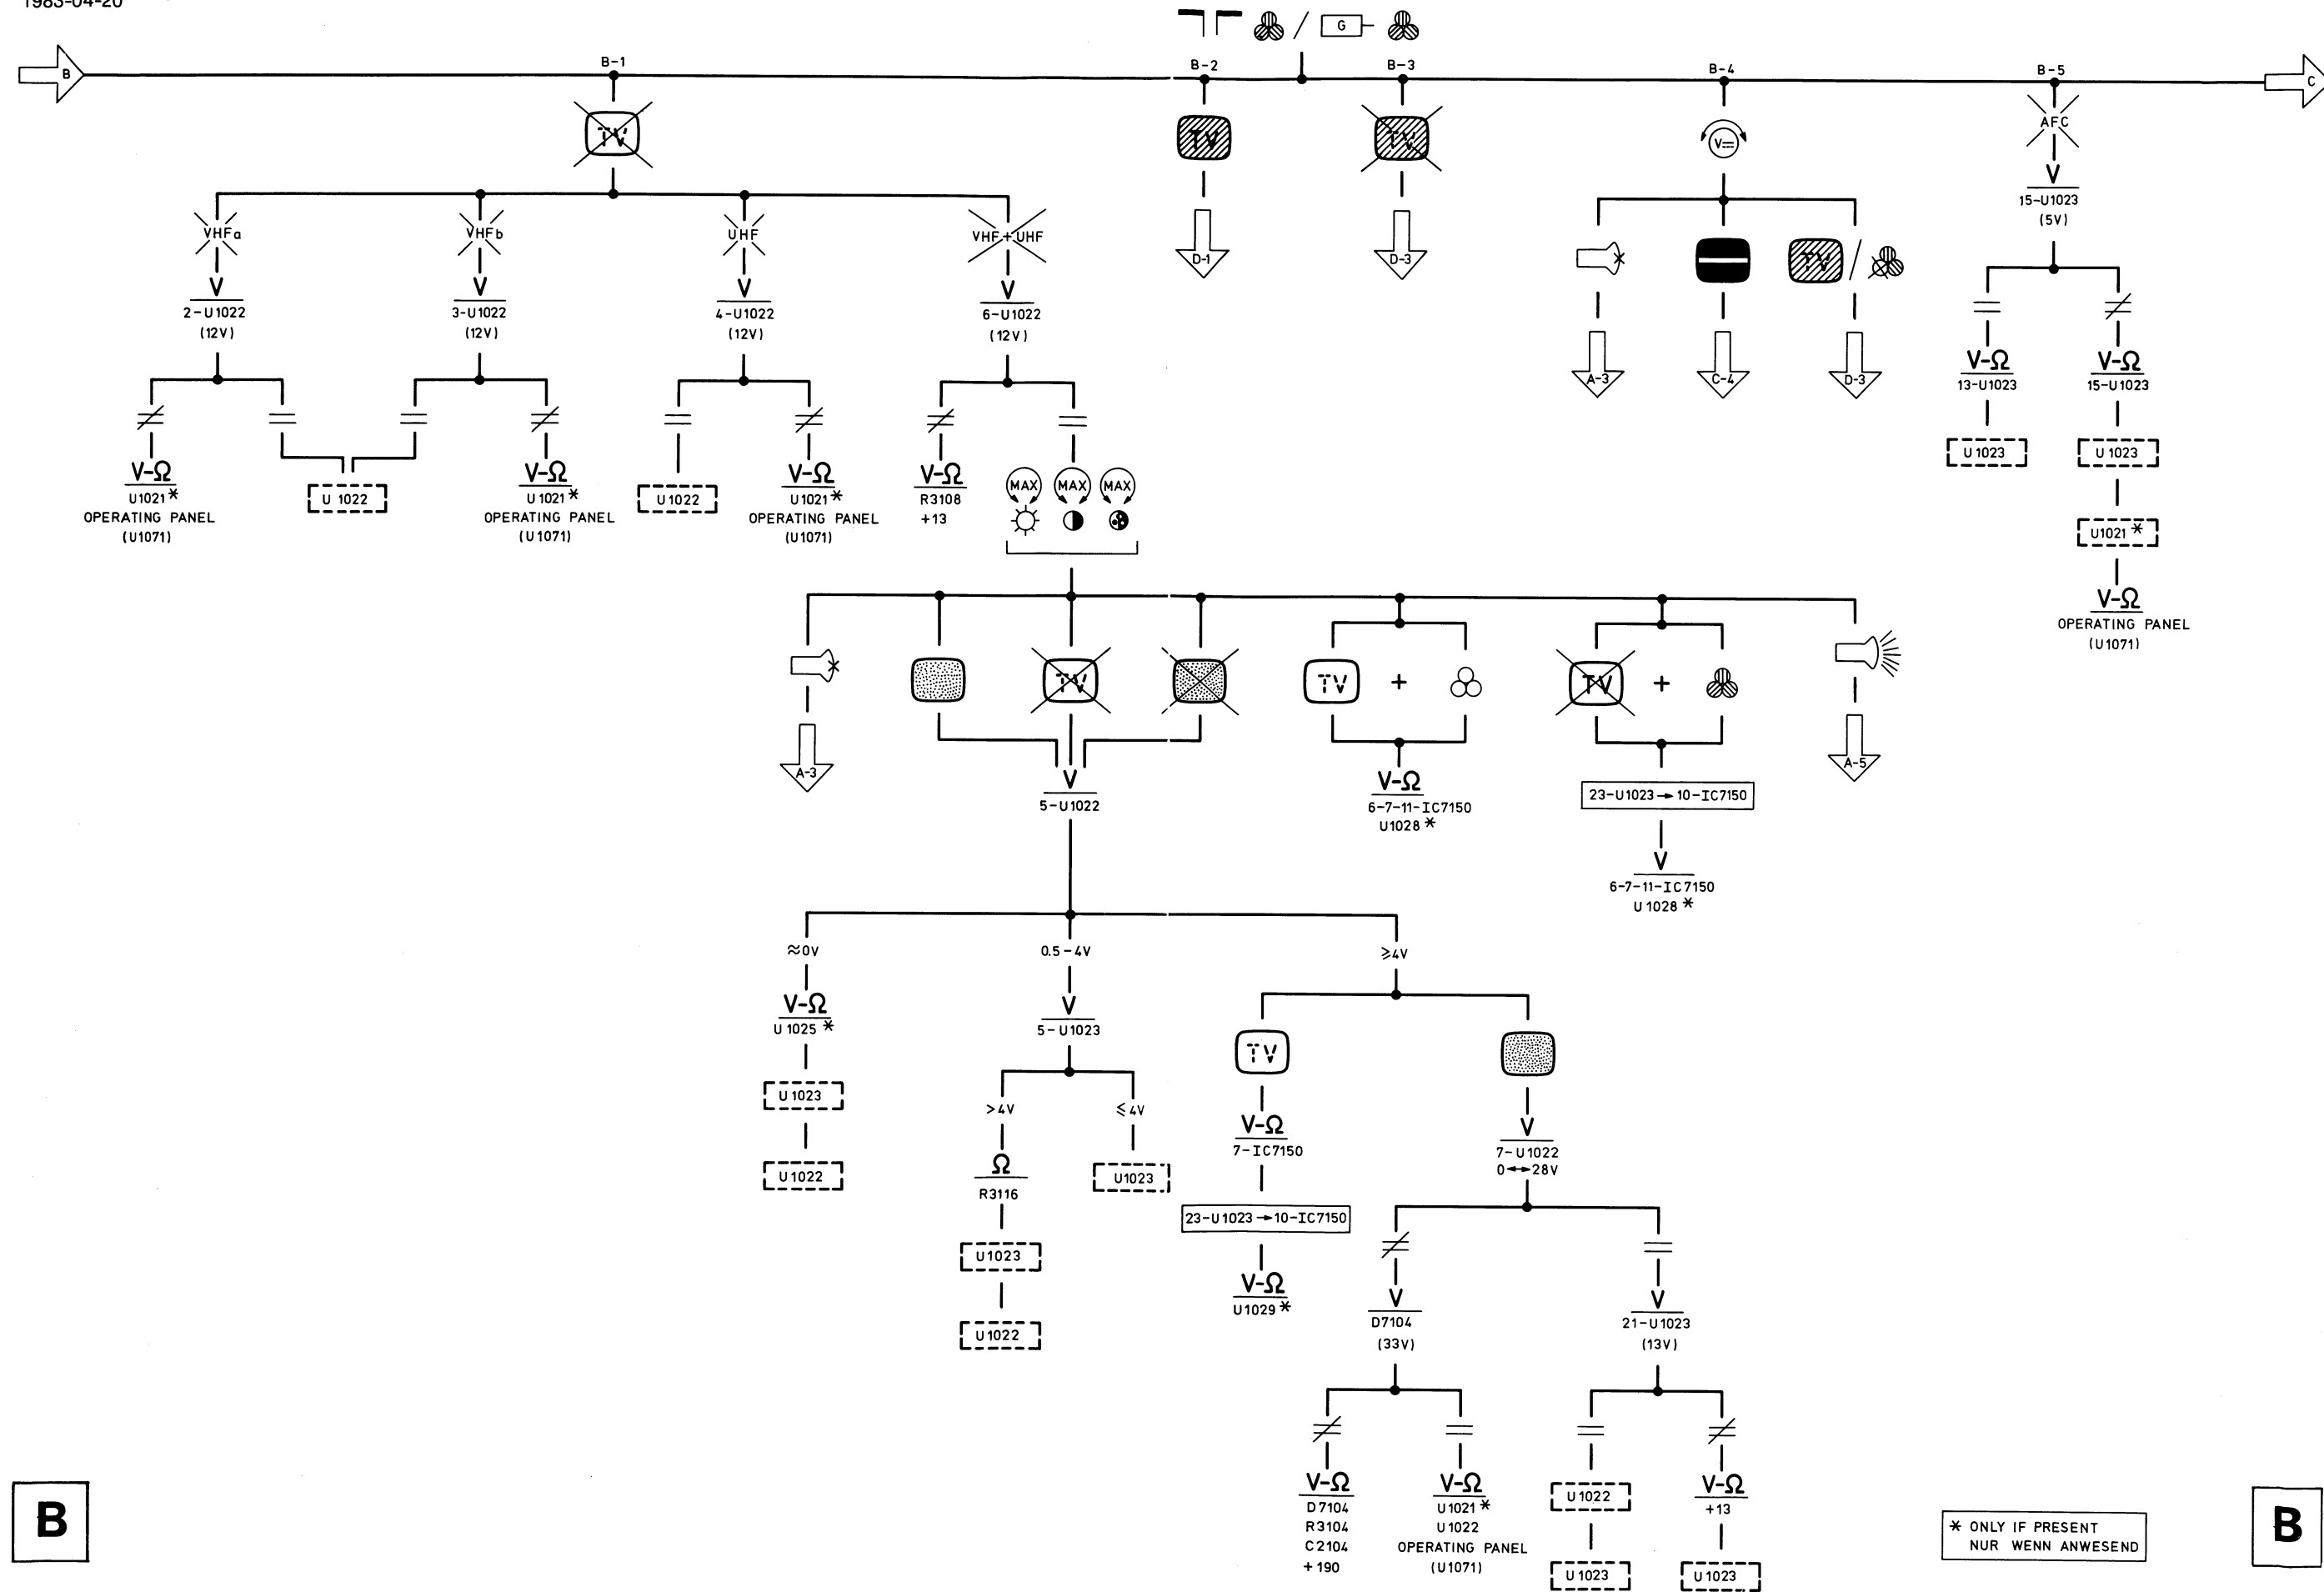 1983-04-20
G
B
B-1
B-2
B-3
B-4
B-5
C
TV
TV
TV
V
AFC
V
15-U1023
(5V)
VHFa
VHFb
UHF
VHF+UHF
D-1
D-3
TV
V
V
V
V
2-U1022
3-U1022
4-U1022
6-U1022
(12V)
(12V)
(12V)
(12V)
A-3
C-4
D-3
V-Ω
V-Ω
13-U1023
15-U1023
U1023
U1023
V-Ω
V-Ω
V-Ω
V-Ω
MAX
MAX
MAX
U1021*
U 1022
U1021*
U1022
U1021*
R3108
OPERATING PANEL
OPERATING PANEL
OPERATING PANEL
+13
(U1071)
(U1071)
(U1071)
U1021 *
V-Ω
OPERATING PANEL
(U1071)
TV
TV
+
TV
+
A-3
V
5-U1022
V-Ω
6-7-11-IC7150
U1028 *
23-U1023→10-IC7150
V
6-7-11-IC7150
U1028 *
A-5
≈0V
0.5-4V
≥4V
V-Ω
U1025 *
V
5-U1023
TV
U1023
>4V
≤4V
V-Ω
7-IC7150
V
7-U1022
0↔28V
U1022
Ω
R3116
U1023
23-U1023→10-IC7150
U1023
V-Ω
U1029 *
V
D7104
(33V)
V
21-U1023
(13V)
U1022
V-Ω
V-Ω
V-Ω
D7104
U1021 *
U1022
+13
R3104
U1022
C2104
OPERATING PANEL
+190
(U1071)
U1023
U1023
B
* ONLY IF PRESENT
NUR WENN ANWESEND
B